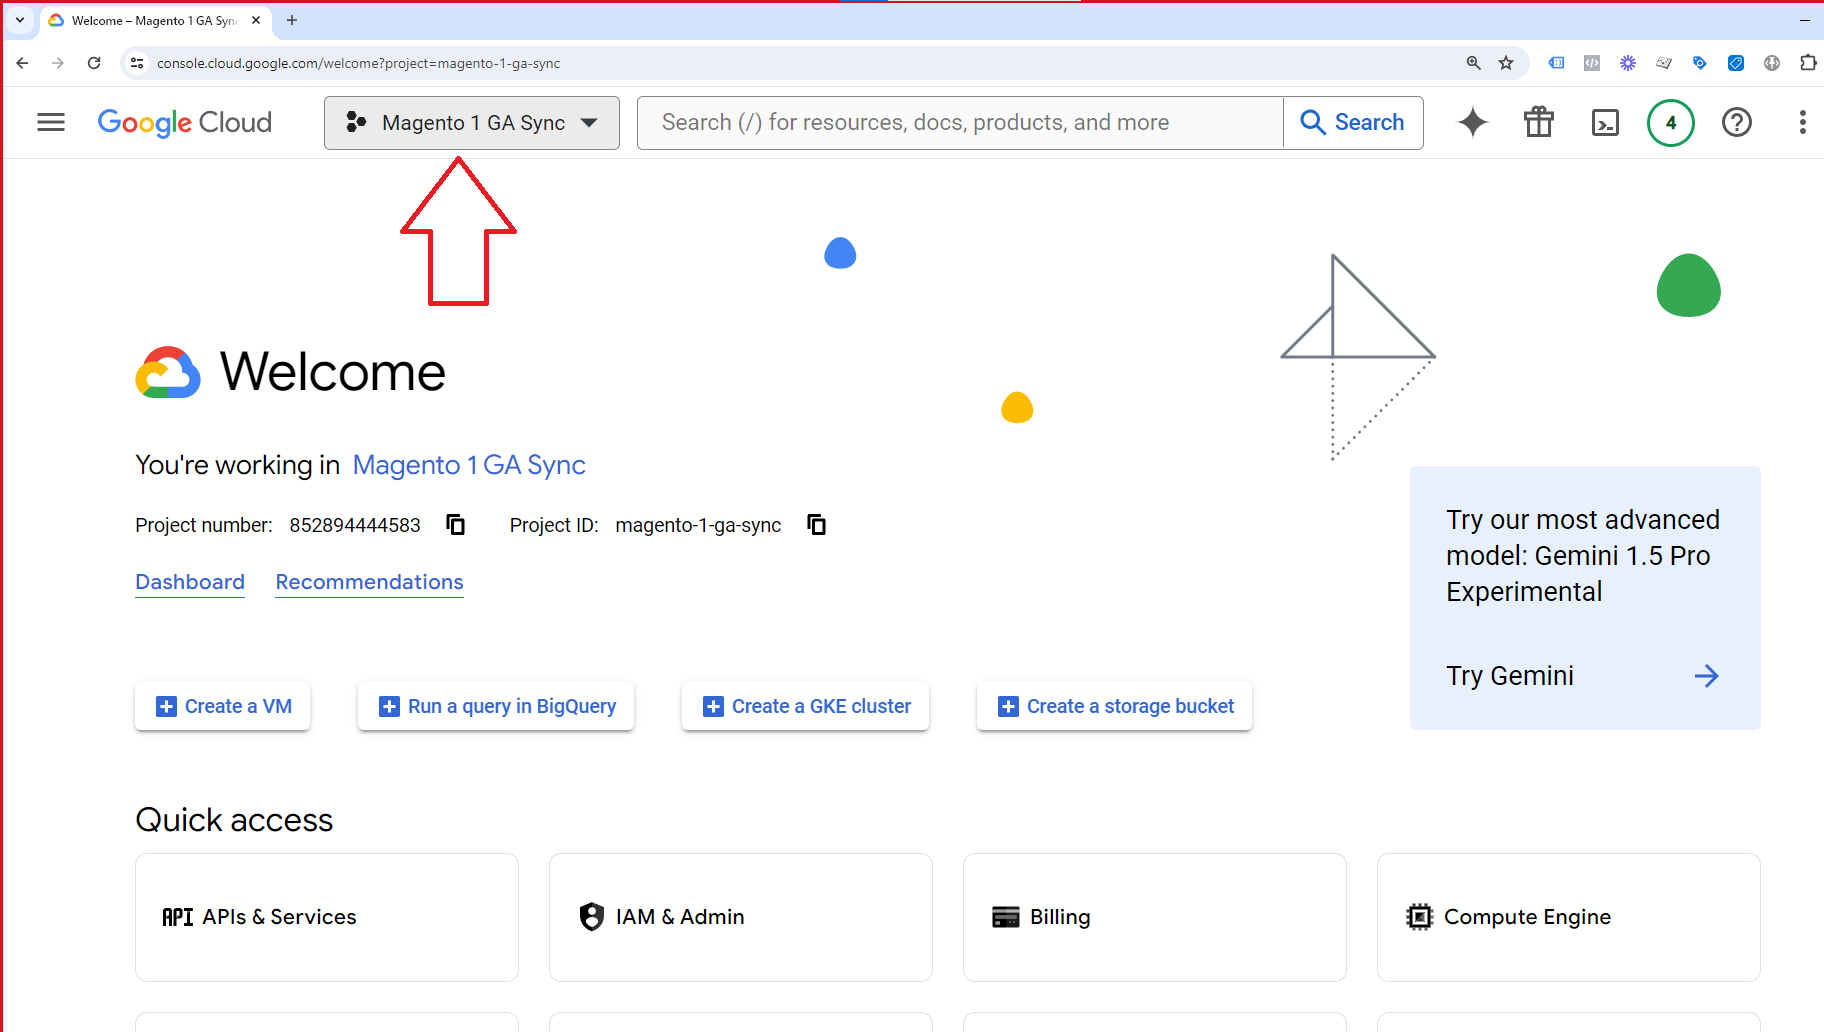 Welcome – Magento 1 GA Sync
console.cloud.google.com/welcome?project=magento-1-ga-sync
Google Cloud
Magento 1 GA Sync
Search (/) for resources, docs, products, and more
Search
4
Welcome
You're working in Magento 1 GA Sync
Project number: 852894444583
Project ID: magento-1-ga-sync
Dashboard
Recommendations
Try our most advanced
model: Gemini 1.5 Pro
Experimental
Try Gemini
Create a VM
Run a query in BigQuery
Create a GKE cluster
Create a storage bucket
Quick access
API APIs & Services
IAM & Admin
Billing
Compute Engine